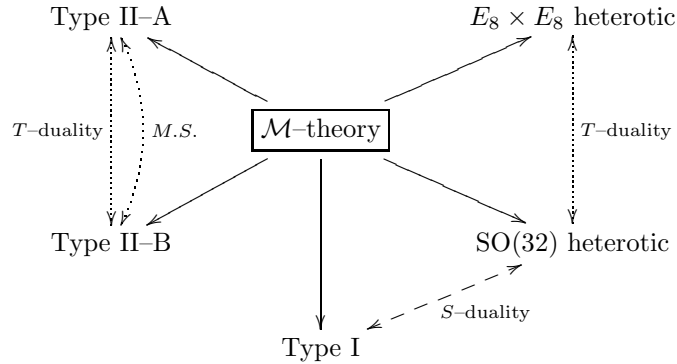 Type II–A
E₈ × E₈ heterotic
T–duality
M.S.
ℳ–theory
T–duality
Type II–B
SO(32) heterotic
S–duality
Type I